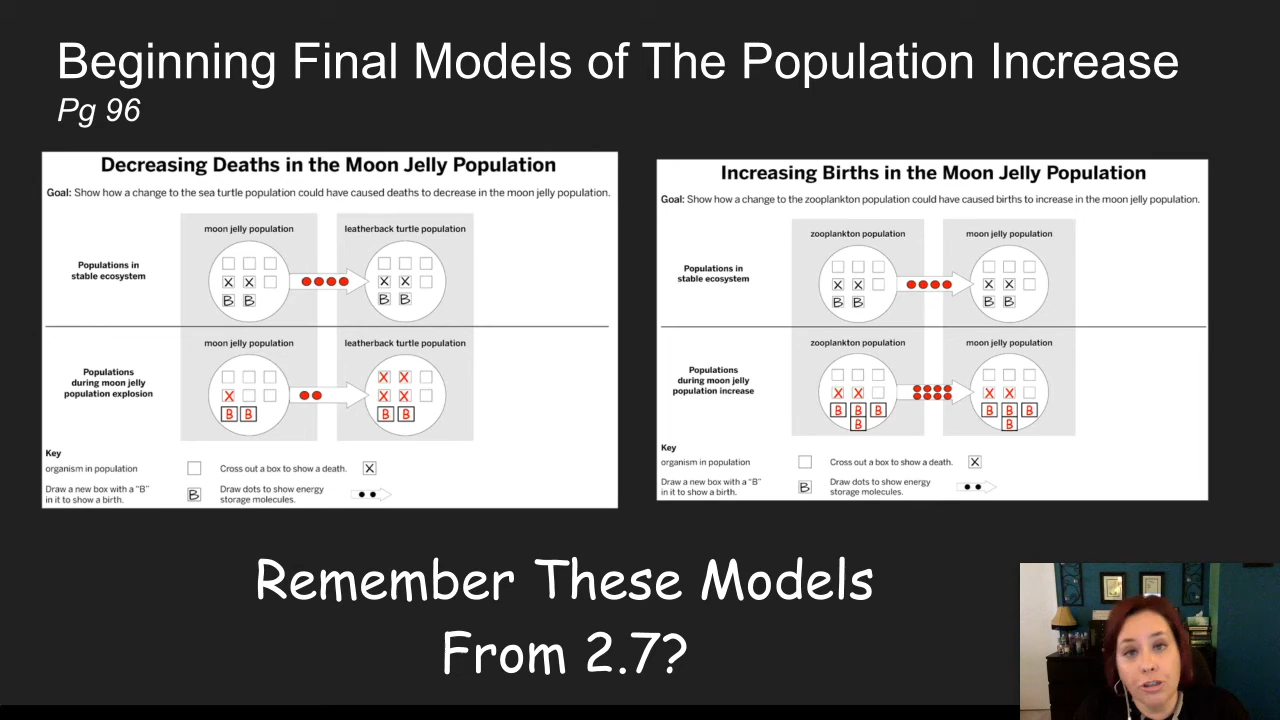 Beginning Final Models of The Population Increase
Pg 96
Decreasing Deaths in the Moon Jelly Population
Goal: Show how a change to the sea turtle population could have caused deaths to decrease in the moon jelly population.
moon jelly population
leatherback turtle population
Populations in
stable ecosystem
X X
X X
B B
B B
moon jelly population
leatherback turtle population
Populations
during moon jelly
population explosion
X X
X
X X
B B
B B
Key
organism in population
Cross out a box to show a death.
X
Draw a new box with a "B"
in it to show a birth.
B
Draw dots to show energy
storage molecules.
Increasing Births in the Moon Jelly Population
Goal: Show how a change to the zooplankton population could have caused births to increase in the moon jelly population.
zooplankton population
moon jelly population
Populations in
stable ecosystem
X X
X X
B B
B B
zooplankton population
moon jelly population
Populations
during moon jelly
population increase
X X
X X
B B B
B B B
B
B
Key
organism in population
Cross out a box to show a death.
X
Draw a new box with a "B"
in it to show a birth.
B
Draw dots to show energy
storage molecules.
Remember These Models
From 2.7?